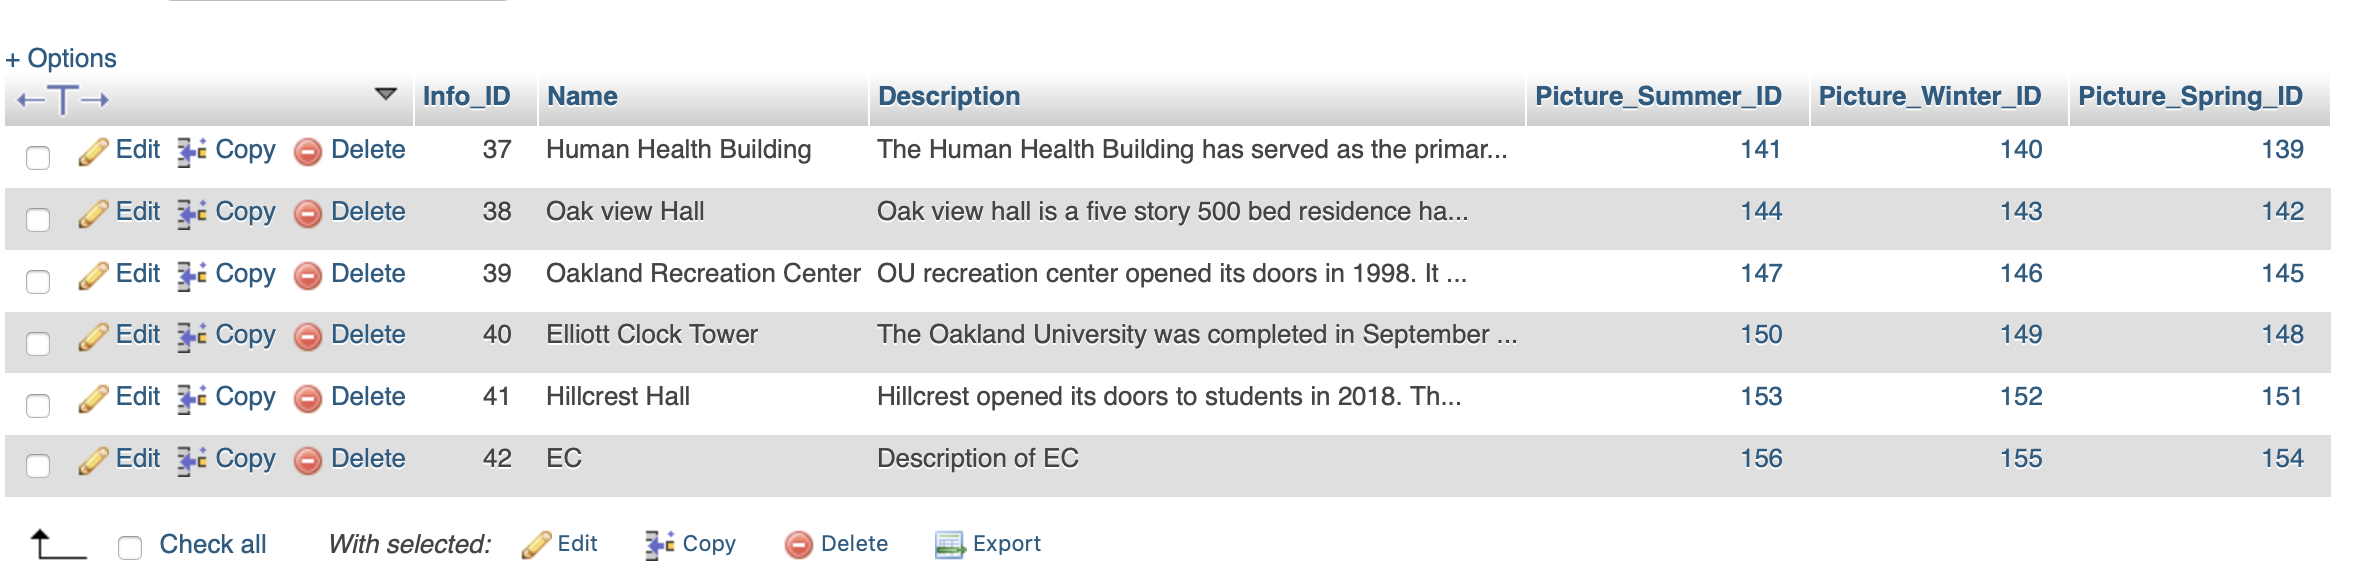 + Options
←T→ Info_ID Name Description Picture_Summer_ID Picture_Winter_ID Picture_Spring_ID
Edit Copy Delete 37 Human Health Building The Human Health Building has served as the primar... 141 140 139
Edit Copy Delete 38 Oak view Hall Oak view hall is a five story 500 bed residence ha... 144 143 142
Edit Copy Delete 39 Oakland Recreation Center OU recreation center opened its doors in 1998. It ... 147 146 145
Edit Copy Delete 40 Elliott Clock Tower The Oakland University was completed in September ... 150 149 148
Edit Copy Delete 41 Hillcrest Hall Hillcrest opened its doors to students in 2018. Th... 153 152 151
Edit Copy Delete 42 EC Description of EC 156 155 154
Check all With selected: Edit Copy Delete Export